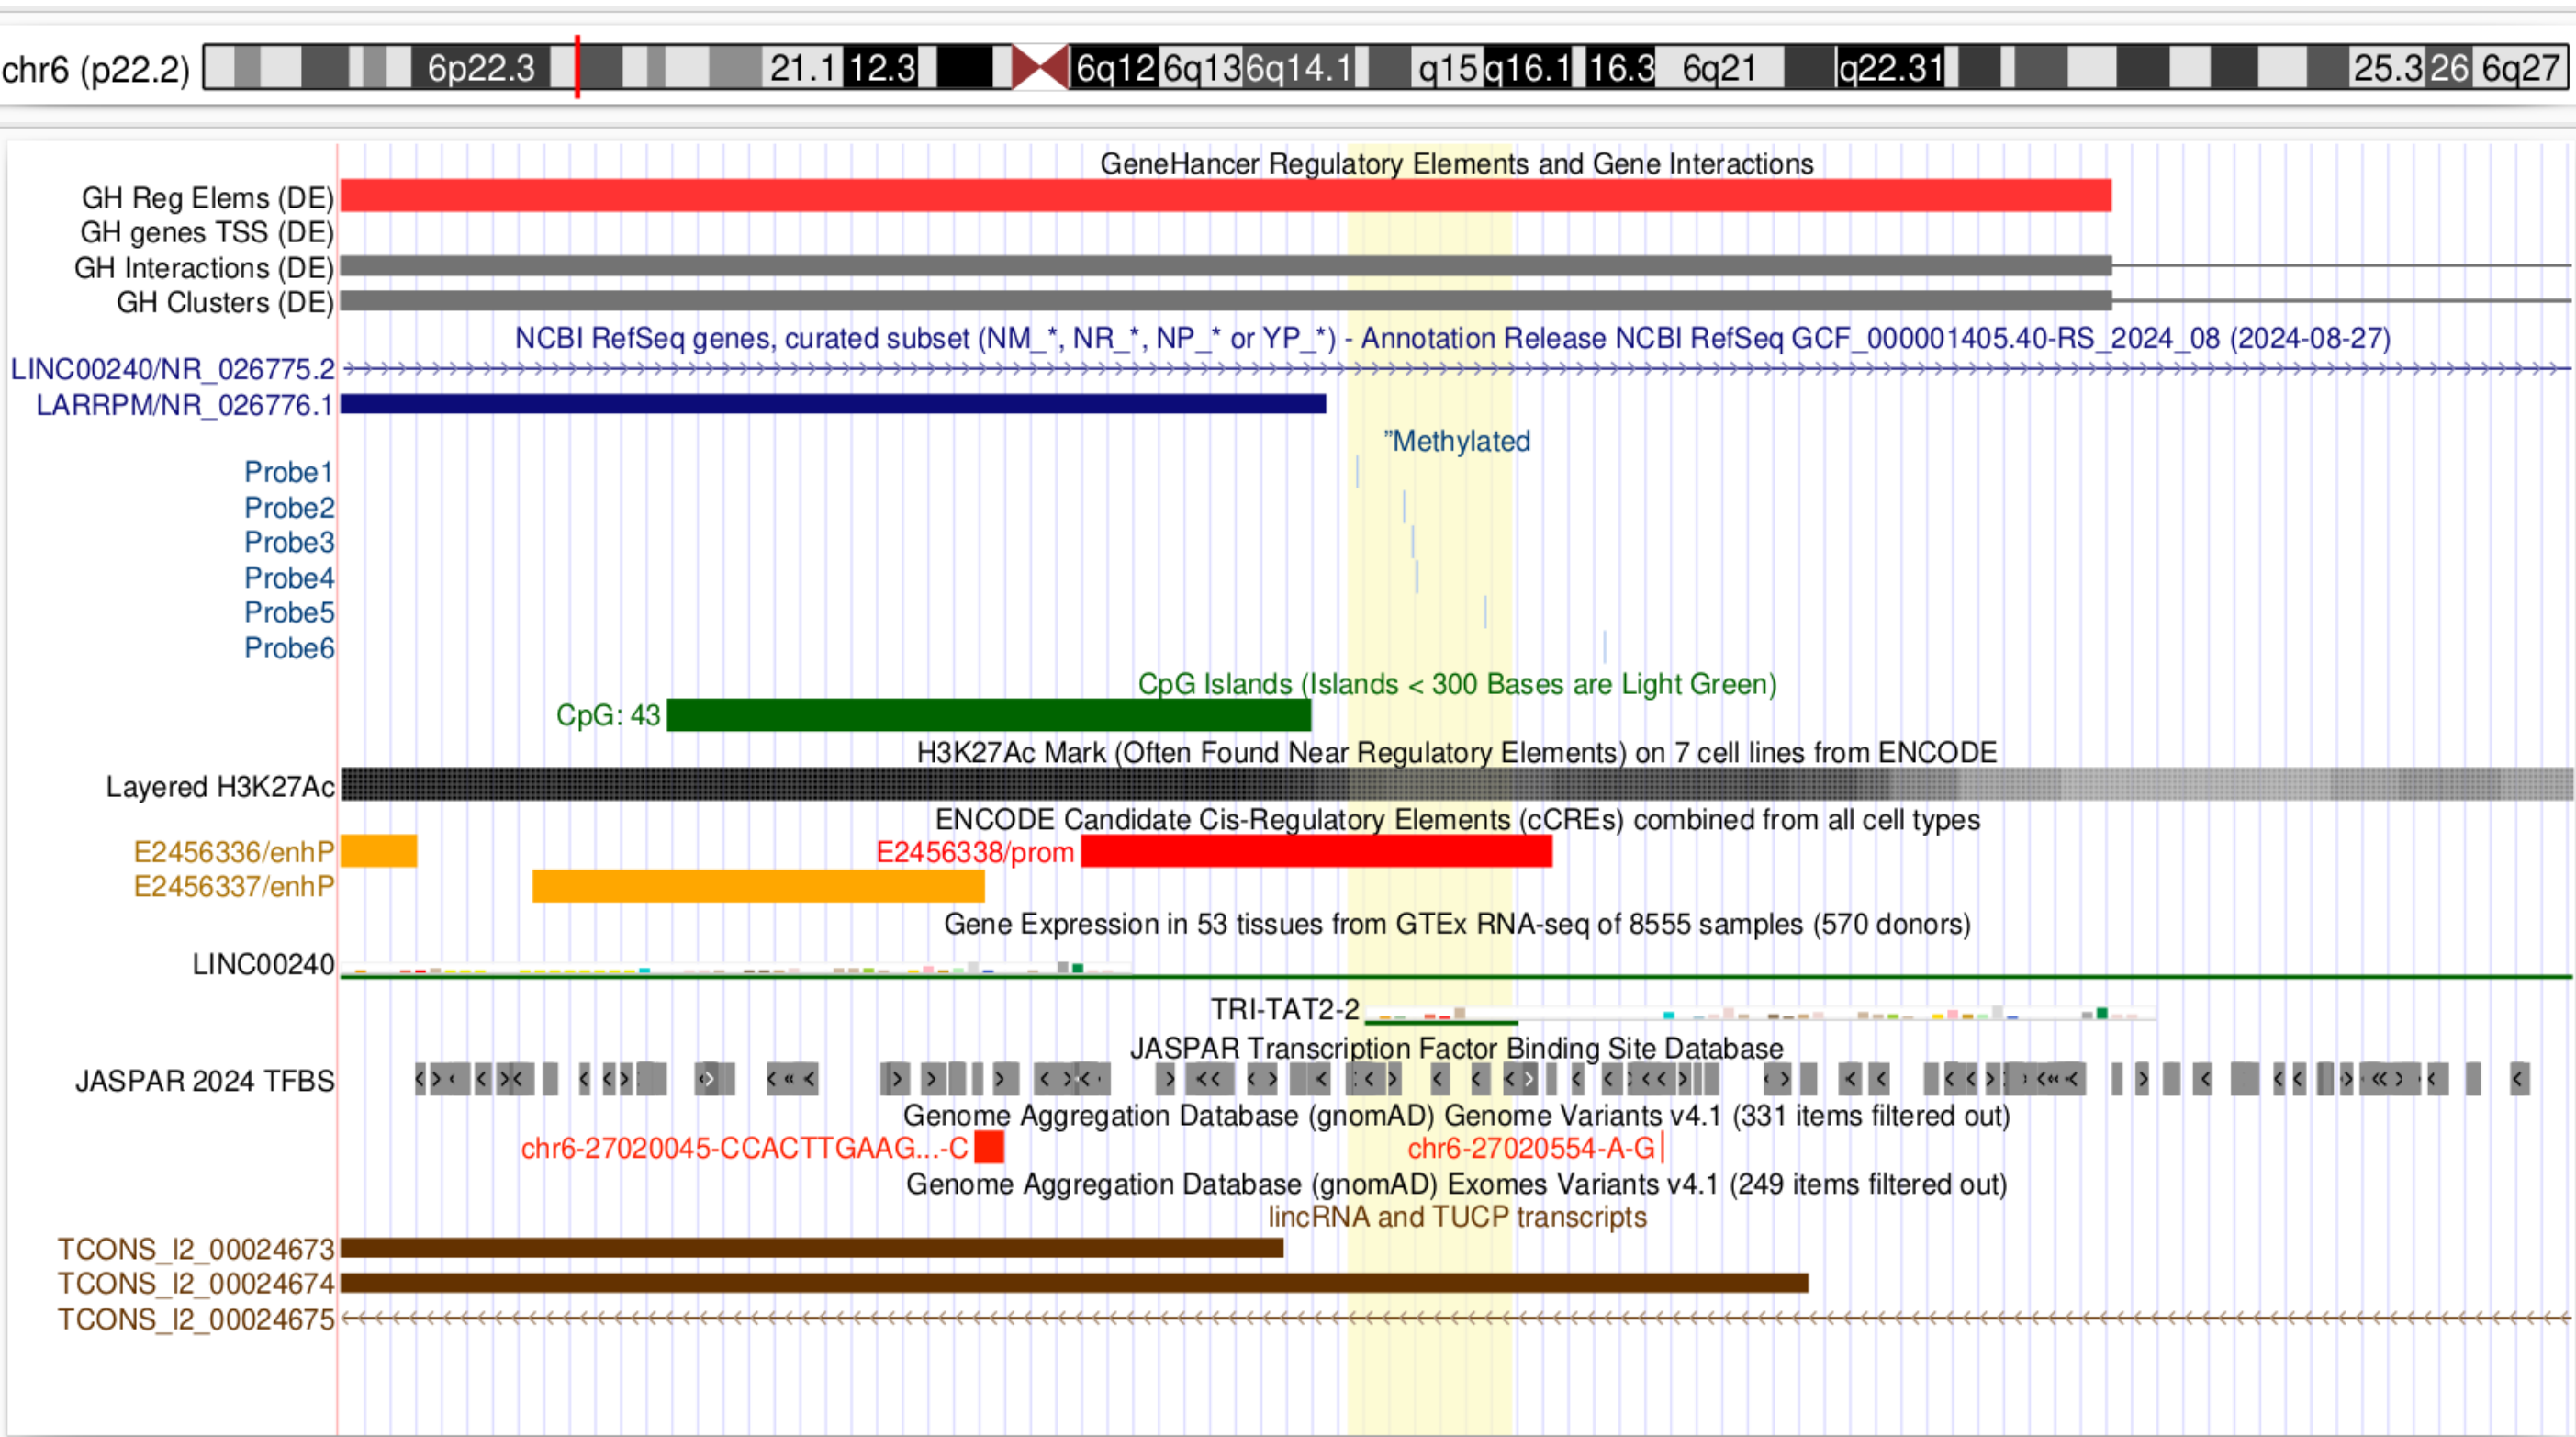 chr6 (p22.2) 6p22.3 21.1 12.3 6q12 6q13 6q14.1 q15 q16.1 16.3 6q21 q22.31 25.3 26 6q27
GeneHancer Regulatory Elements and Gene Interactions
GH Reg Elems (DE)
GH genes TSS (DE)
GH Interactions (DE)
GH Clusters (DE)
NCBI RefSeq genes, curated subset (NM_*, NR_*, NP_* or YP_*) - Annotation Release NCBI RefSeq GCF_000001405.40-RS_2024_08 (2024-08-27)
LINC00240/NR_026775.2
LARRPM/NR_026776.1
”Methylated
Probe1
Probe2
Probe3
Probe4
Probe5
Probe6
CpG Islands (Islands < 300 Bases are Light Green)
CpG: 43
H3K27Ac Mark (Often Found Near Regulatory Elements) on 7 cell lines from ENCODE
Layered H3K27Ac
ENCODE Candidate Cis-Regulatory Elements (cCREs) combined from all cell types
E2456336/enhP E2456338/prom
E2456337/enhP
Gene Expression in 53 tissues from GTEx RNA-seq of 8555 samples (570 donors)
LINC00240
TRI-TAT2-2
JASPAR Transcription Factor Binding Site Database
JASPAR 2024 TFBS
Genome Aggregation Database (gnomAD) Genome Variants v4.1 (331 items filtered out)
chr6-27020045-CCACTTGAAG...-C chr6-27020554-A-G
Genome Aggregation Database (gnomAD) Exomes Variants v4.1 (249 items filtered out)
lincRNA and TUCP transcripts
TCONS_l2_00024673
TCONS_l2_00024674
TCONS_l2_00024675